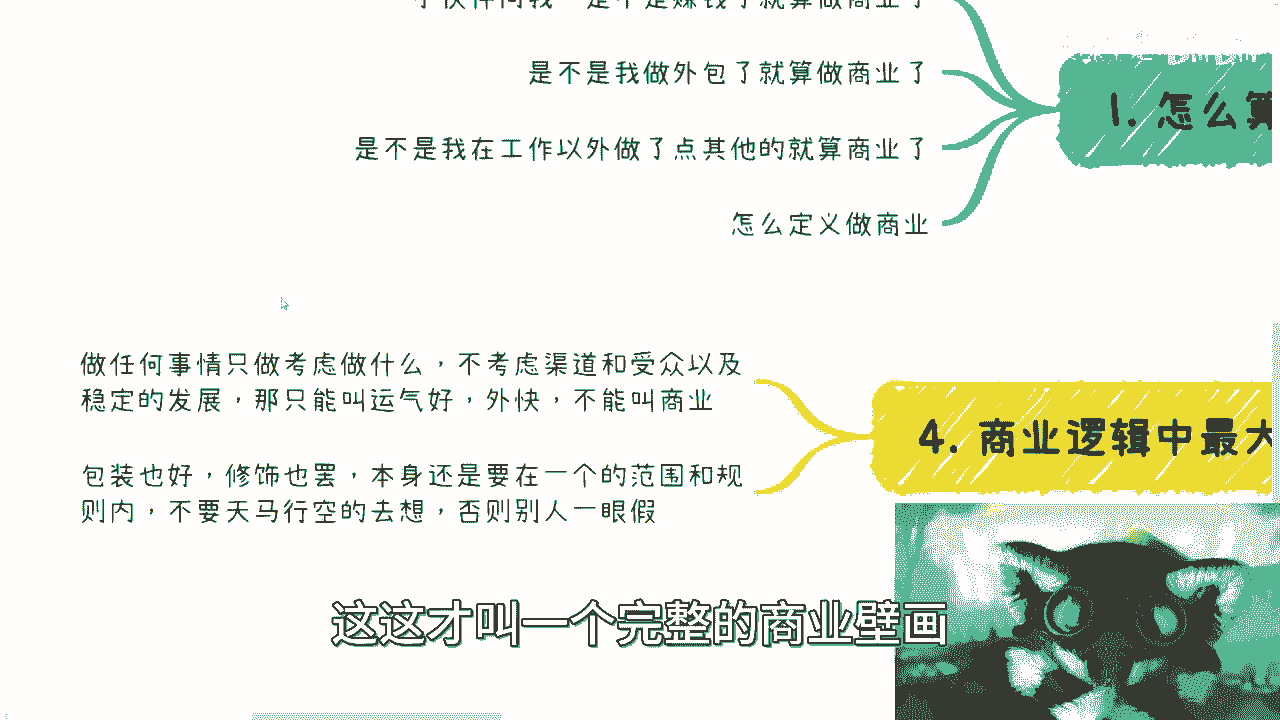 是不是我做外包了就算做商业了
是不是我在工作以外做了点其他的就算商业了
怎么定义做商业
1. 怎么算
做任何事情只做考虑做什么，不考虑渠道和受众以及
稳定的发展，那只能叫运气好，外快，不能叫商业
包装也好，修饰也罢，本身还是要在一个的范围和规
则内，不要天马行空的去想，否则别人一眼假
4. 商业逻辑中最大
这这才叫一个完整的商业壁画